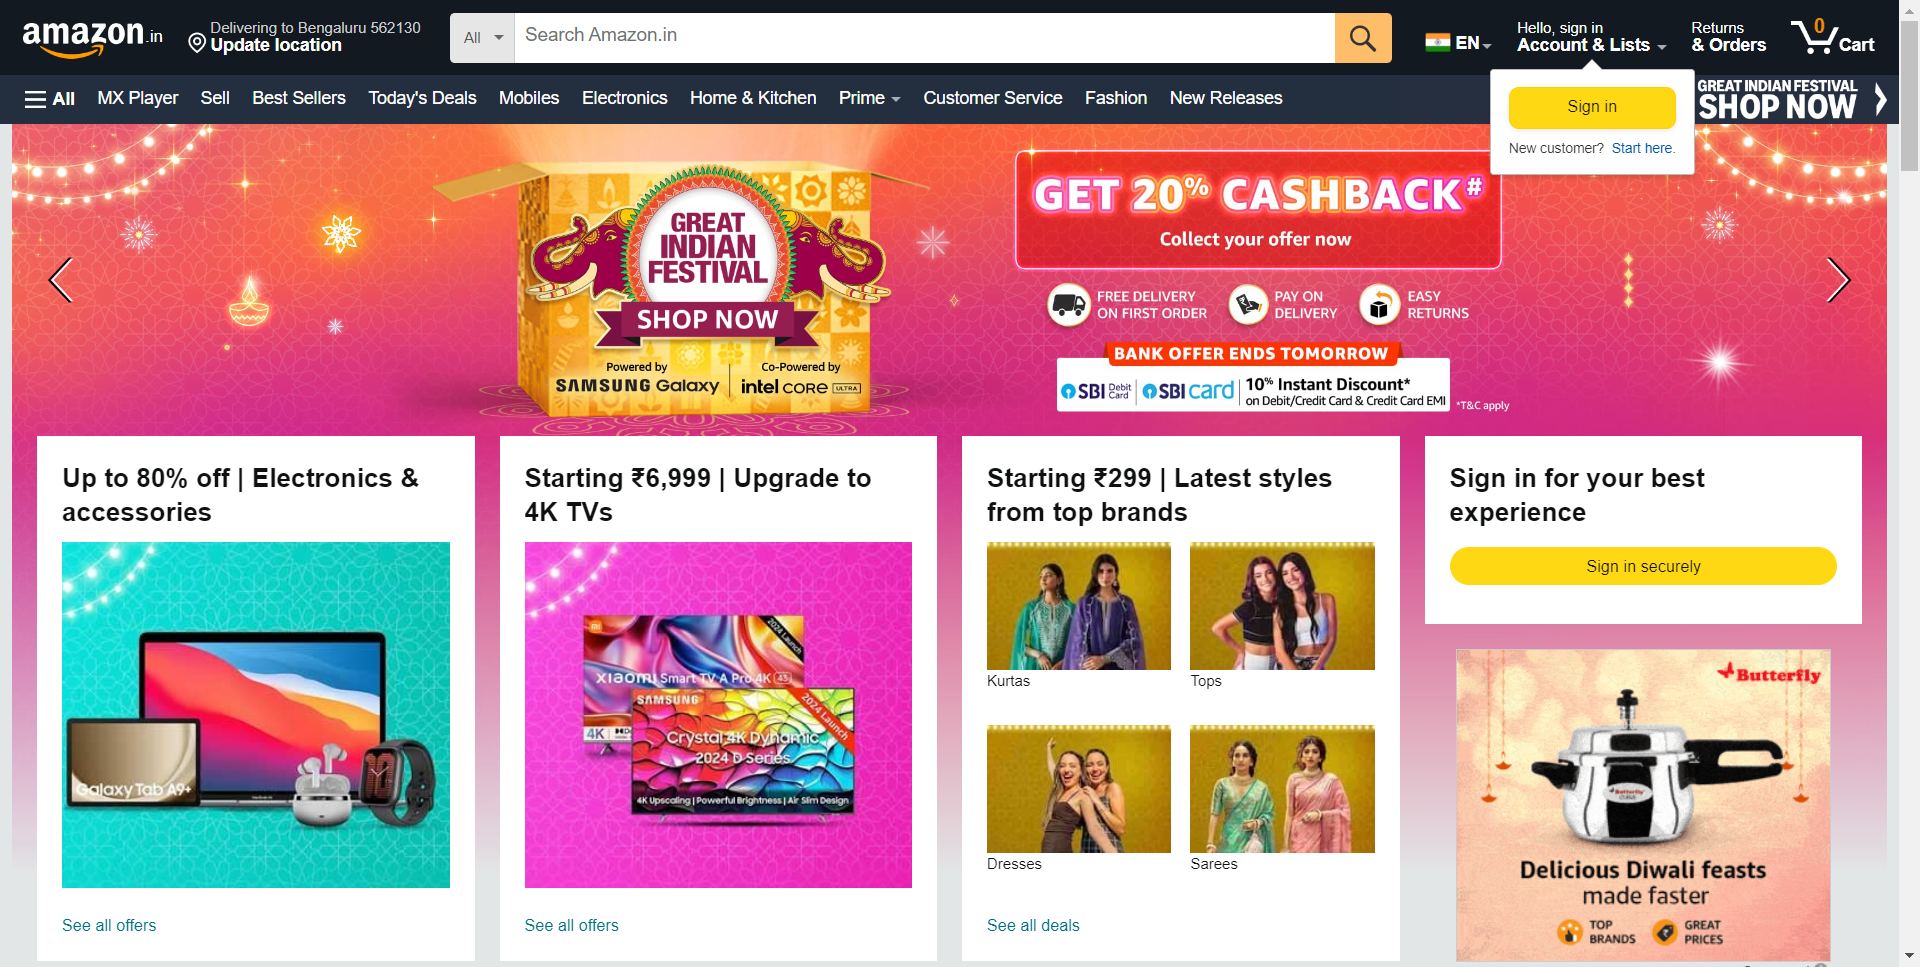 amazon.in
Delivering to Bengaluru 562130
Update location
All
Search Amazon.in
EN
Hello, sign in
Account & Lists
Returns
& Orders
0
Cart
All
MX Player
Sell
Best Sellers
Today's Deals
Mobiles
Electronics
Home & Kitchen
Prime
Customer Service
Fashion
New Releases
GREAT INDIAN FESTIVAL
SHOP NOW
Sign in
New customer? Start here.
GREAT
INDIAN
FESTIVAL
SHOP NOW
Powered by
SAMSUNG Galaxy
Co-Powered by
intel CORE ULTRA
GET 20% CASHBACK#
Collect your offer now
FREE DELIVERY
ON FIRST ORDER
PAY ON
DELIVERY
EASY
RETURNS
BANK OFFER ENDS TOMORROW
SBI Debit Card
SBI card
10% Instant Discount*
on Debit/Credit Card & Credit Card EMI
*T&C apply
Up to 80% off | Electronics &
accessories
Galaxy Tab A9+
See all offers
Starting ₹6,999 | Upgrade to
4K TVs
2024 Launch
xiaomi Smart TV A Pro 4K 43
SAMSUNG
2024 Launch
4K
Crystal 4K Dynamic
2024 D Series
4K Upscaling | Powerful Brightness | Air Slim Design
See all offers
Starting ₹299 | Latest styles
from top brands
Kurtas
Tops
Dresses
Sarees
See all deals
Sign in for your best
experience
Sign in securely
Butterfly
Butterfly
Delicious Diwali feasts
made faster
TOP
BRANDS
GREAT
PRICES